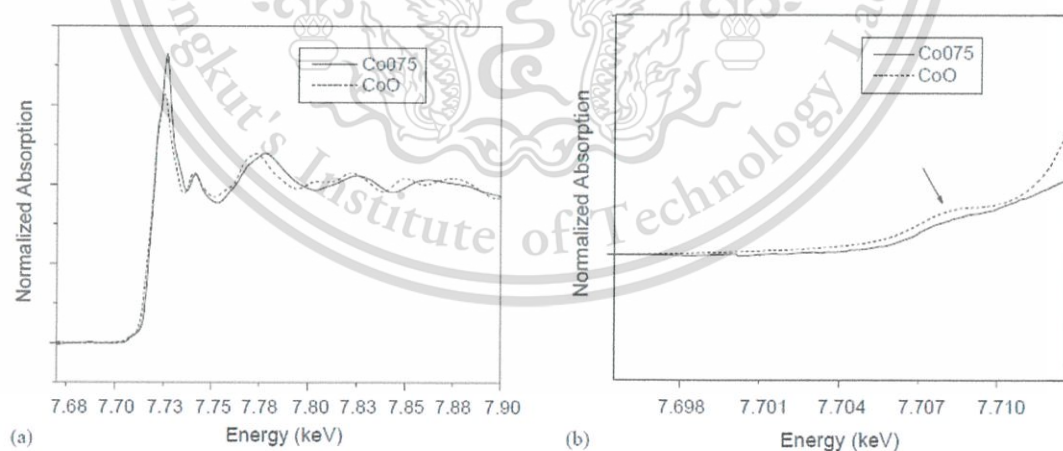 Co075
CoO
Normalized Absorption
7.68 7.70 7.73 7.75 7.78 7.80 7.83 7.85 7.88 7.90
Energy (keV)
(a)
Co075
CoO
Normalized Absorption
7.698 7.701 7.704 7.707 7.710
Energy (keV)
(b)
ngkut's Institute of Technology La